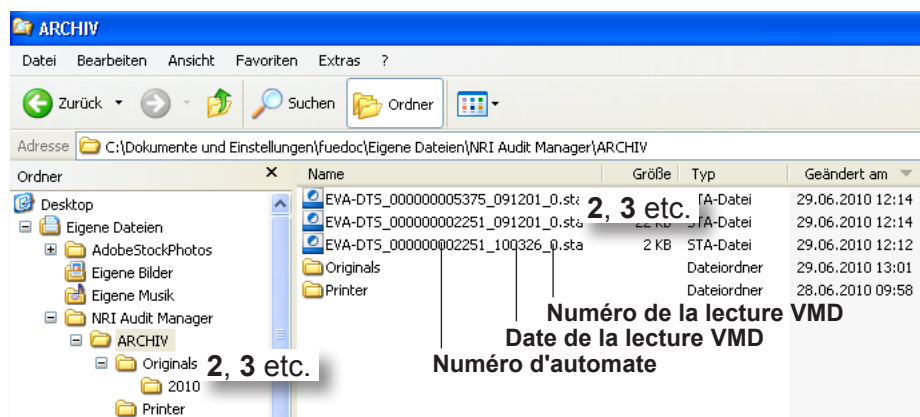 ARCHIV
Datei Bearbeiten Ansicht Favoriten Extras ?
Zurück Suchen Ordner
Adresse C:\Dokumente und Einstellungen\fuedoc\Eigene Dateien\NRI Audit Manager\ARCHIV
Ordner × Name Größe Typ Geändert am
Desktop
Eigene Dateien
AdobeStockPhotos
Eigene Bilder
Eigene Musik
NRI Audit Manager
ARCHIV
Originals
2010
Printer
2, 3 etc.
EVA-DTS_000000005375_091201_0.sta 29.06.2010 12:14
EVA-DTS_000000002251_091201_0.sta 22 KB STA-Datei 29.06.2010 12:14
EVA-DTS_000000002251_100326_0.sta 2 KB STA-Datei 29.06.2010 12:12
Originals Dateiordner 29.06.2010 13:01
Printer Dateiordner 28.06.2010 09:58
2, 3 etc.
Numéro de la lecture VMD
Date de la lecture VMD
Numéro d'automate